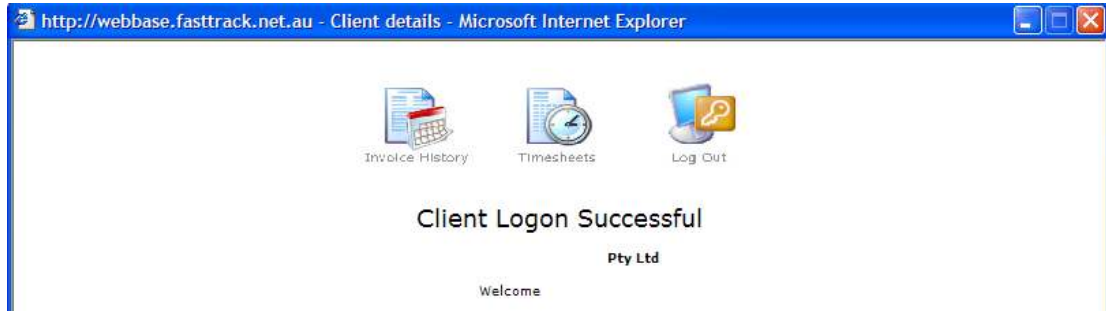 http://webbase.fasttrack.net.au - Client details - Microsoft Internet Explorer
Invoice History Timesheets Log Out
Client Logon Successful
Pty Ltd
Welcome